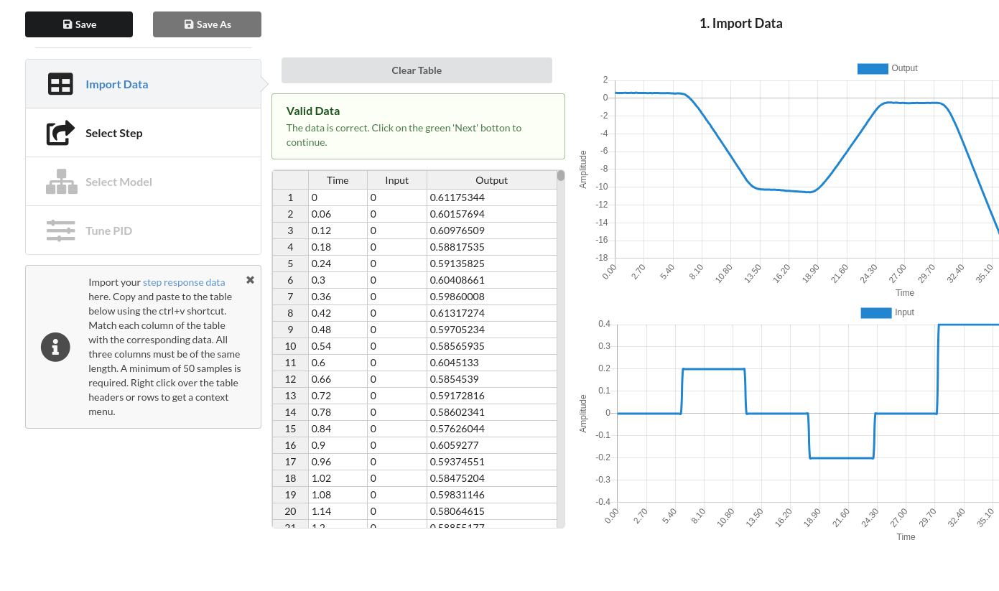 Save
Save As
1. Import Data
Import Data
Select Step
Select Model
Tune PID
Import your step response data
here. Copy and paste to the table
below using the ctrl+v shortcut.
Match each column of the table
with the corresponding data. All
three columns must be of the same
length. A minimum of 50 samples is
required. Right click over the table
headers or rows to get a context
menu.
Clear Table
Valid Data
The data is correct. Click on the green 'Next' botton to
continue.
Time Input Output
1 0 0 0.61175344
2 0.06 0 0.60157694
3 0.12 0 0.60976509
4 0.18 0 0.58817535
5 0.24 0 0.59135825
6 0.3 0 0.60408661
7 0.36 0 0.59860008
8 0.42 0 0.61317274
9 0.48 0 0.59705234
10 0.54 0 0.58565935
11 0.6 0 0.6045133
12 0.66 0 0.5854539
13 0.72 0 0.59172816
14 0.78 0 0.58602341
15 0.84 0 0.57626044
16 0.9 0 0.6059277
17 0.96 0 0.59374551
18 1.02 0 0.58475204
19 1.08 0 0.59831146
20 1.14 0 0.58064615
21 1.2 0 0.58855177
Output
Amplitude
2
0
-2
-4
-6
-8
-10
-12
-14
-16
-18
0.00 2.70 5.40 8.10 10.80 13.50 16.20 18.90 21.60 24.30 27.00 29.70 32.40 35.10
Time
Input
Amplitude
0.4
0.3
0.2
0.1
0
-0.1
-0.2
-0.3
-0.4
0.00 2.70 5.40 8.10 10.80 13.50 16.20 18.90 21.60 24.30 27.00 29.70 32.40 35.10
Time